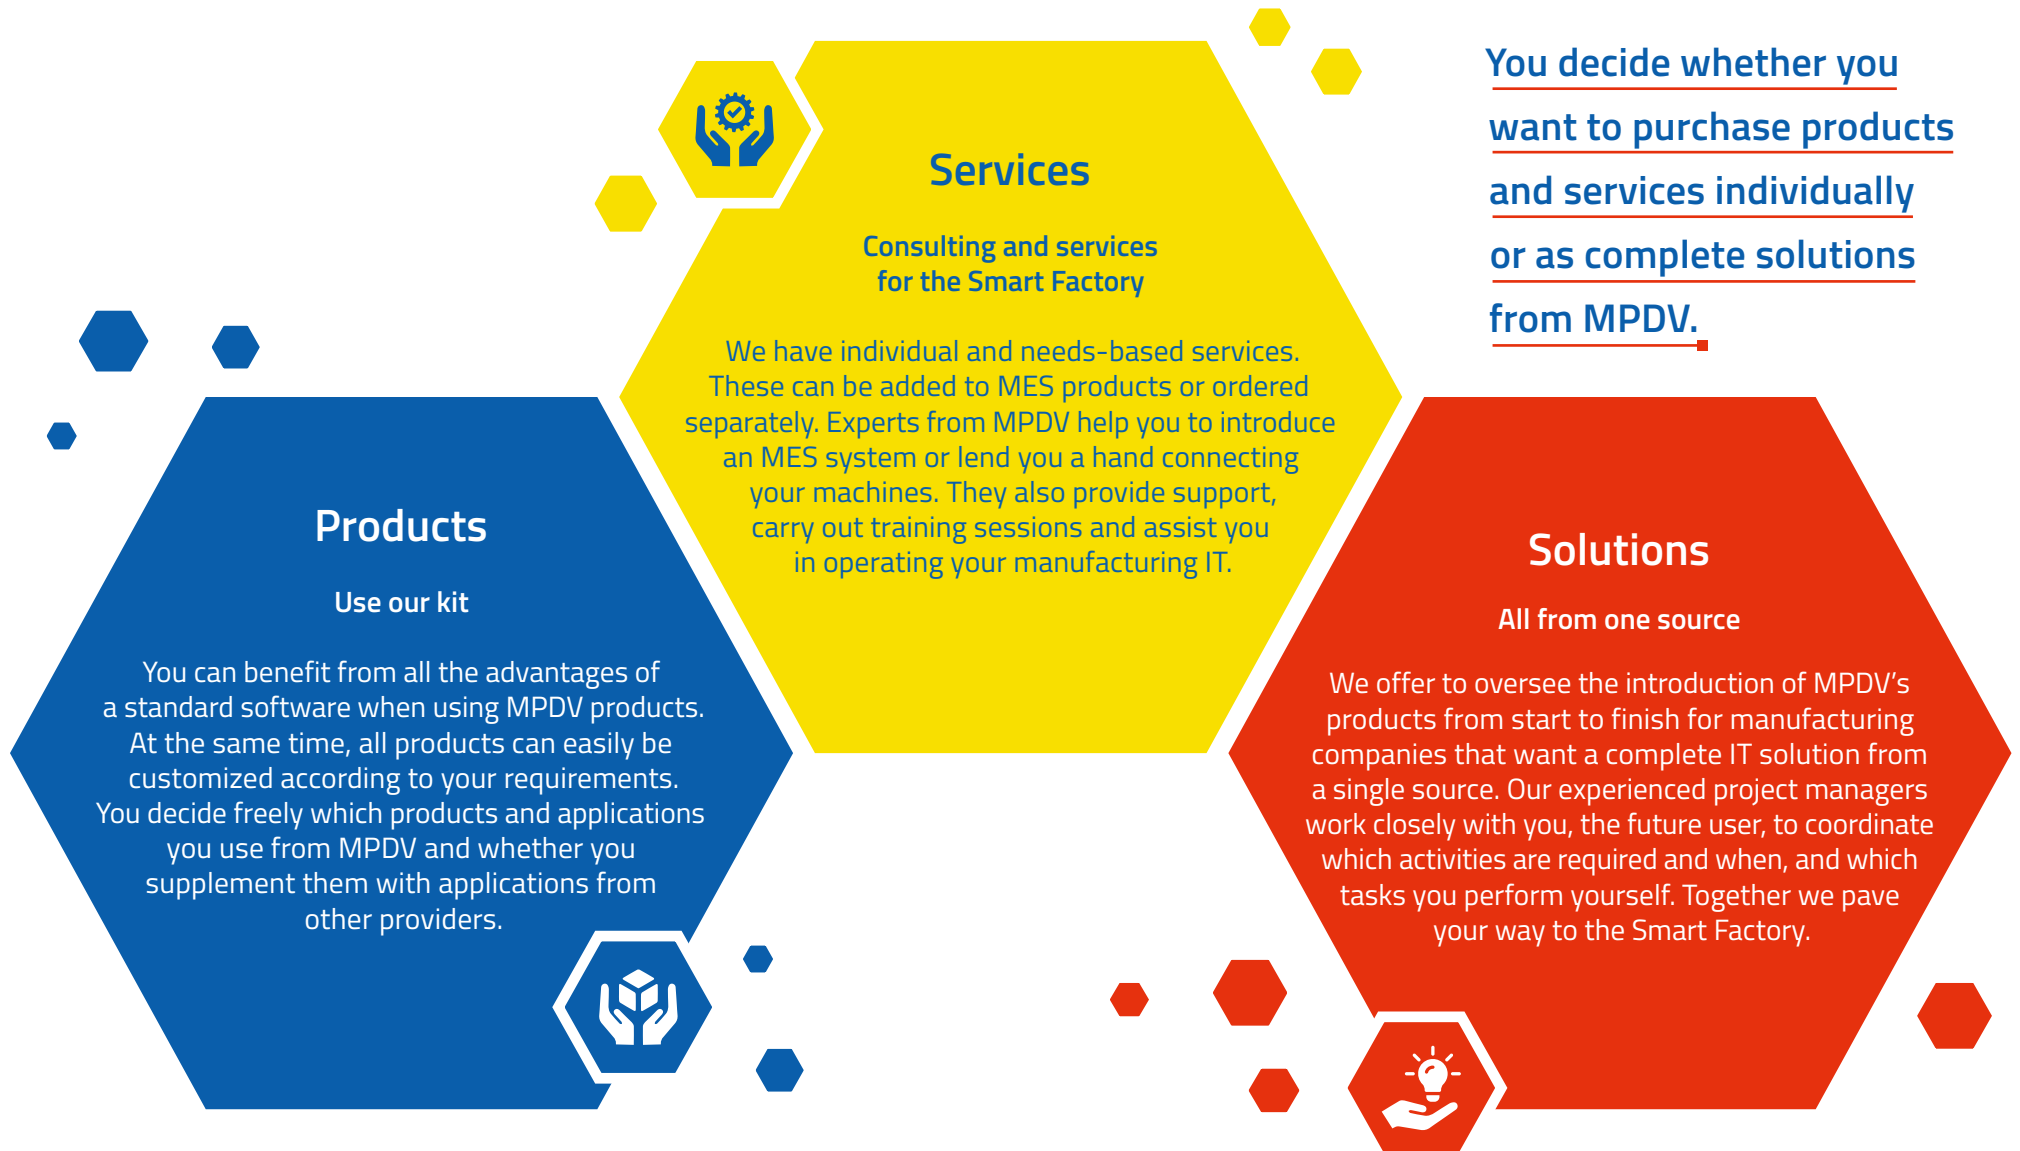 You decide whether you
want to purchase products
and services individually
or as complete solutions
from MPDV.
Services
Consulting and services
for the Smart Factory
We have individual and needs-based services.
These can be added to MES products or ordered
separately. Experts from MPDV help you to introduce
an MES system or lend you a hand connecting
your machines. They also provide support,
carry out training sessions and assist you
in operating your manufacturing IT.
Products
Use our kit
You can benefit from all the advantages of
a standard software when using MPDV products.
At the same time, all products can easily be
customized according to your requirements.
You decide freely which products and applications
you use from MPDV and whether you
supplement them with applications from
other providers.
Solutions
All from one source
We offer to oversee the introduction of MPDV’s
products from start to finish for manufacturing
companies that want a complete IT solution from
a single source. Our experienced project managers
work closely with you, the future user, to coordinate
which activities are required and when, and which
tasks you perform yourself. Together we pave
your way to the Smart Factory.